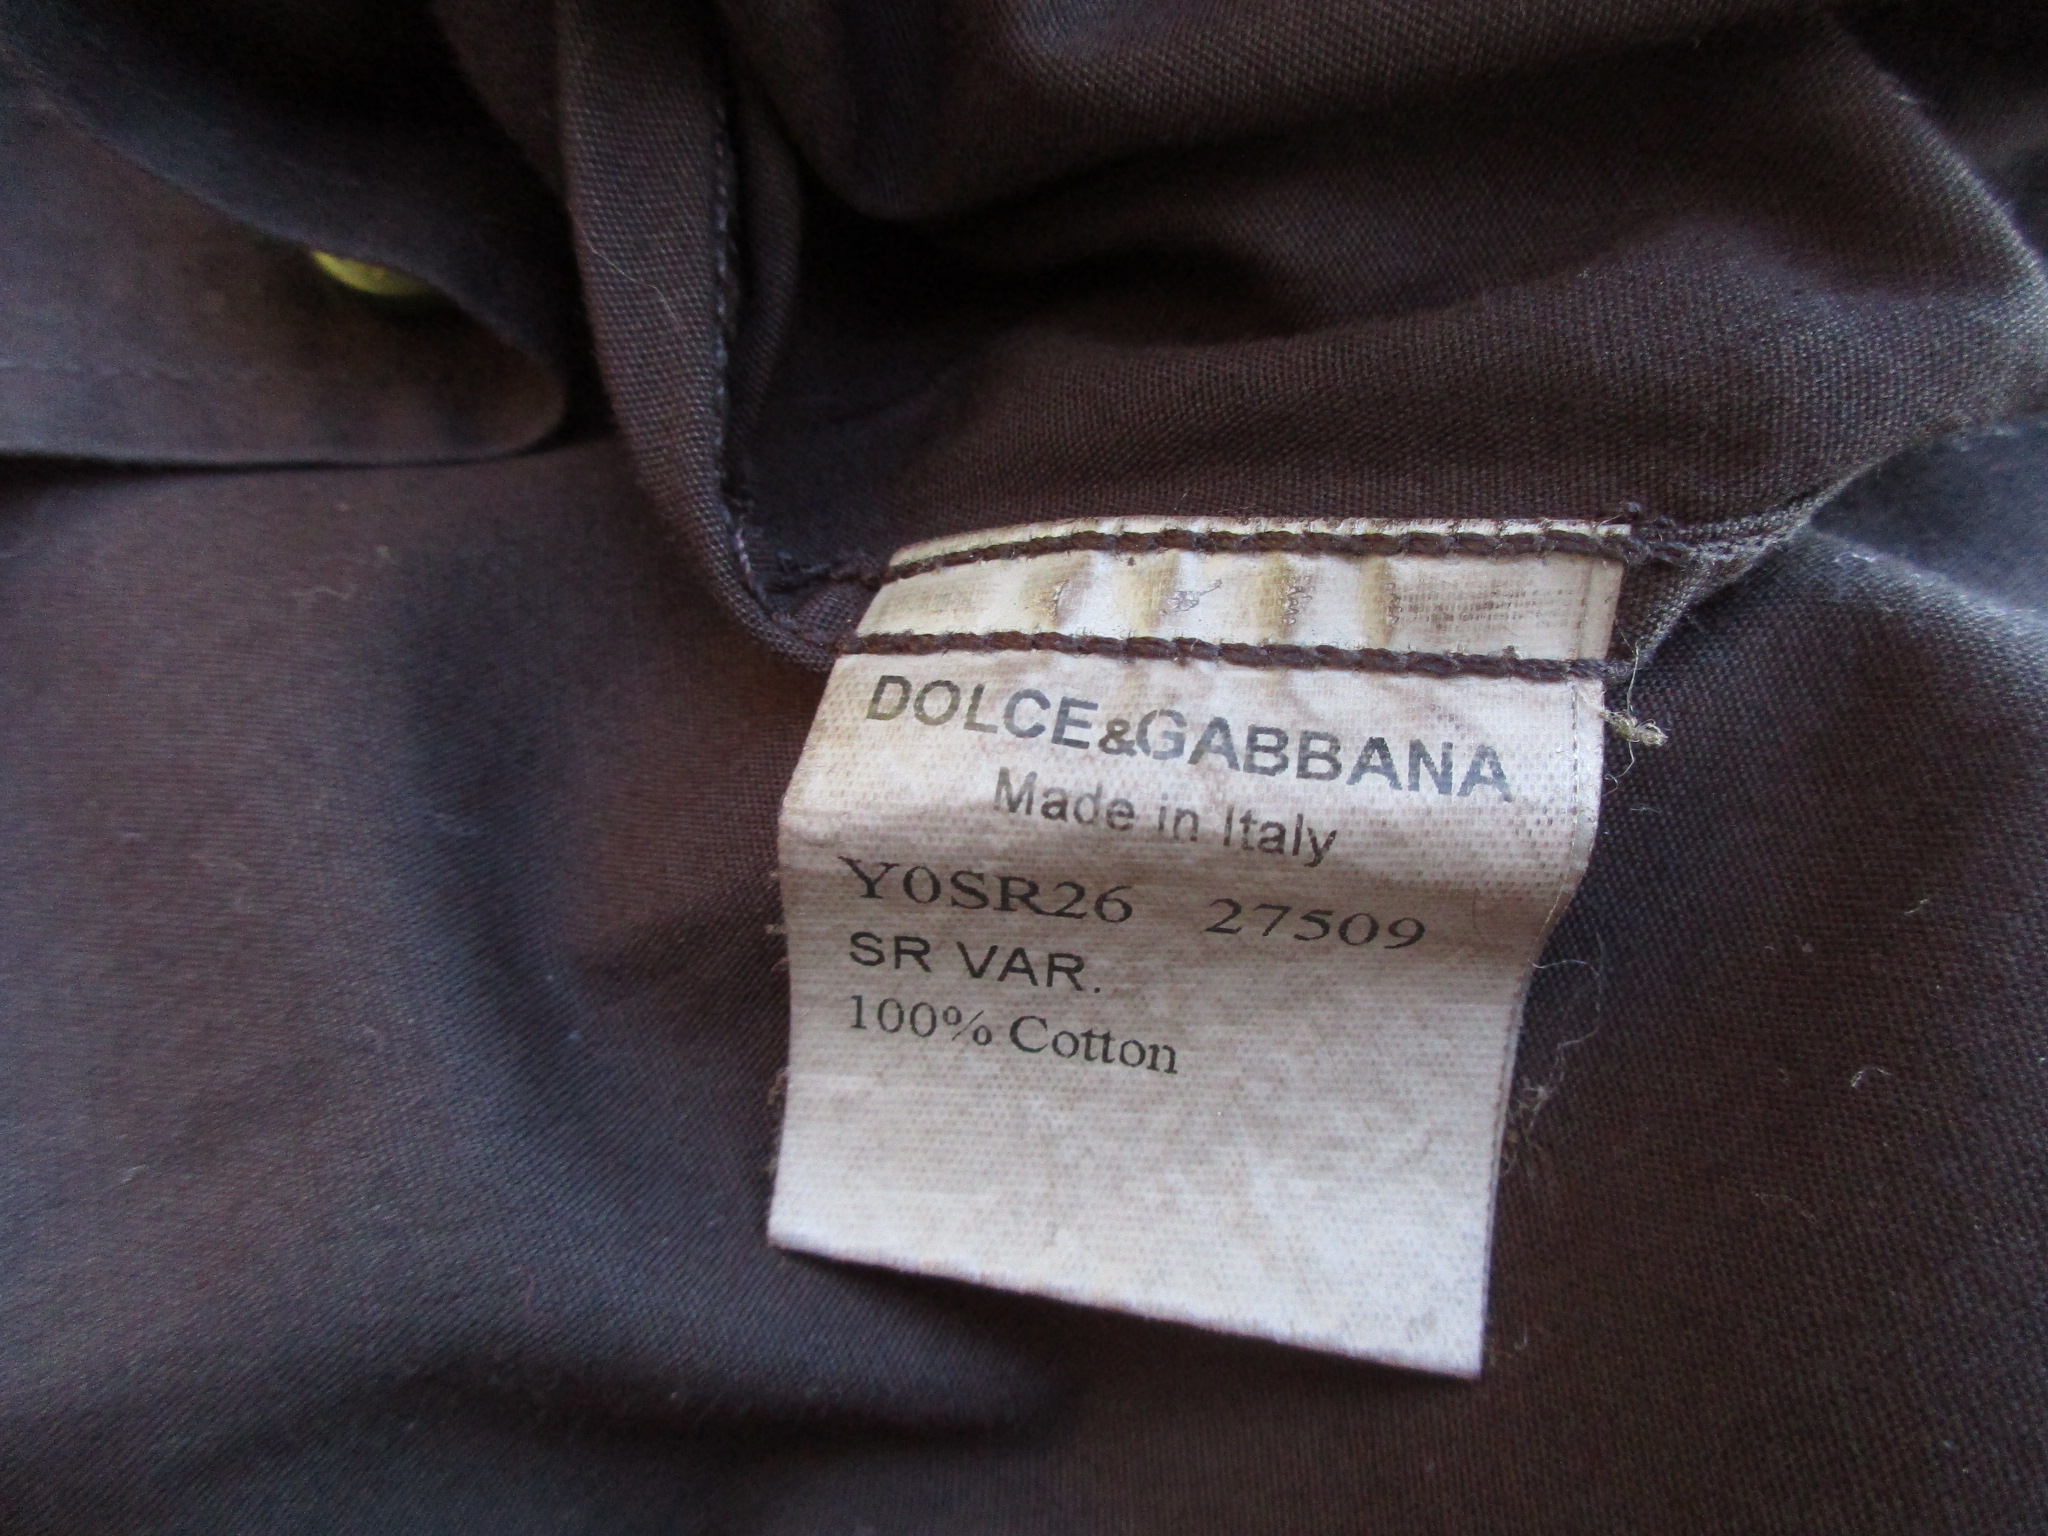 DOLCE&GABBANA
Made in Italy
Y0SR26 27509
SR VAR.
100% Cotton